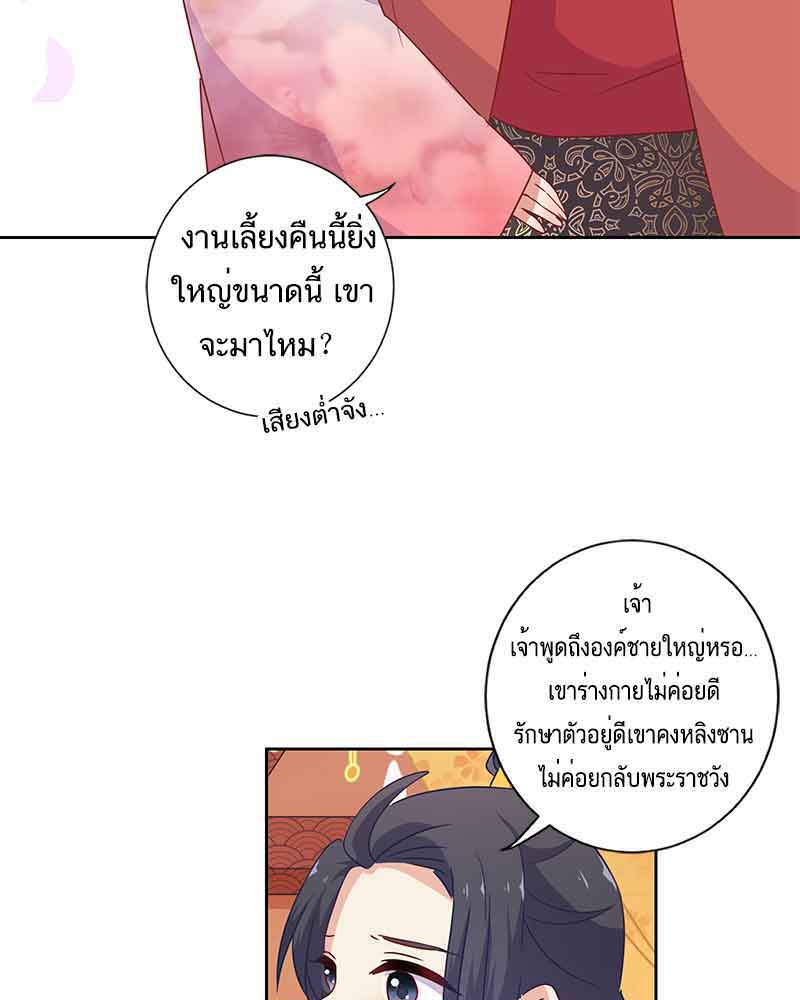 งานเลี้ยงคืนนี้ยิ่ง
ใหญ่ขนาดนี้ เขา
จะมาไหม?
เสียงต่ำจัง...
เจ้า
เจ้าพูดถึงองค์ชายใหญ่หรอ...
เขาร่างกายไม่ค่อยดี
รักษาตัวอยู่ดีเขาคงหลิงซาน
ไม่ค่อยกลับพระราชวัง